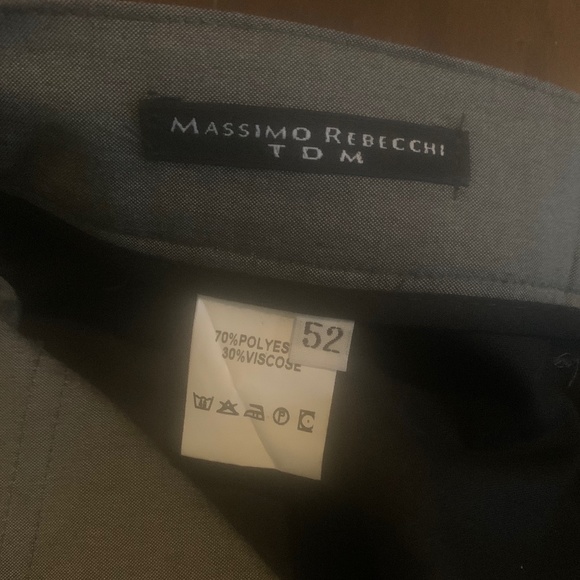 MASSIMO REBECCHI
TDM
52
70%POLYES
30%VISCOSE